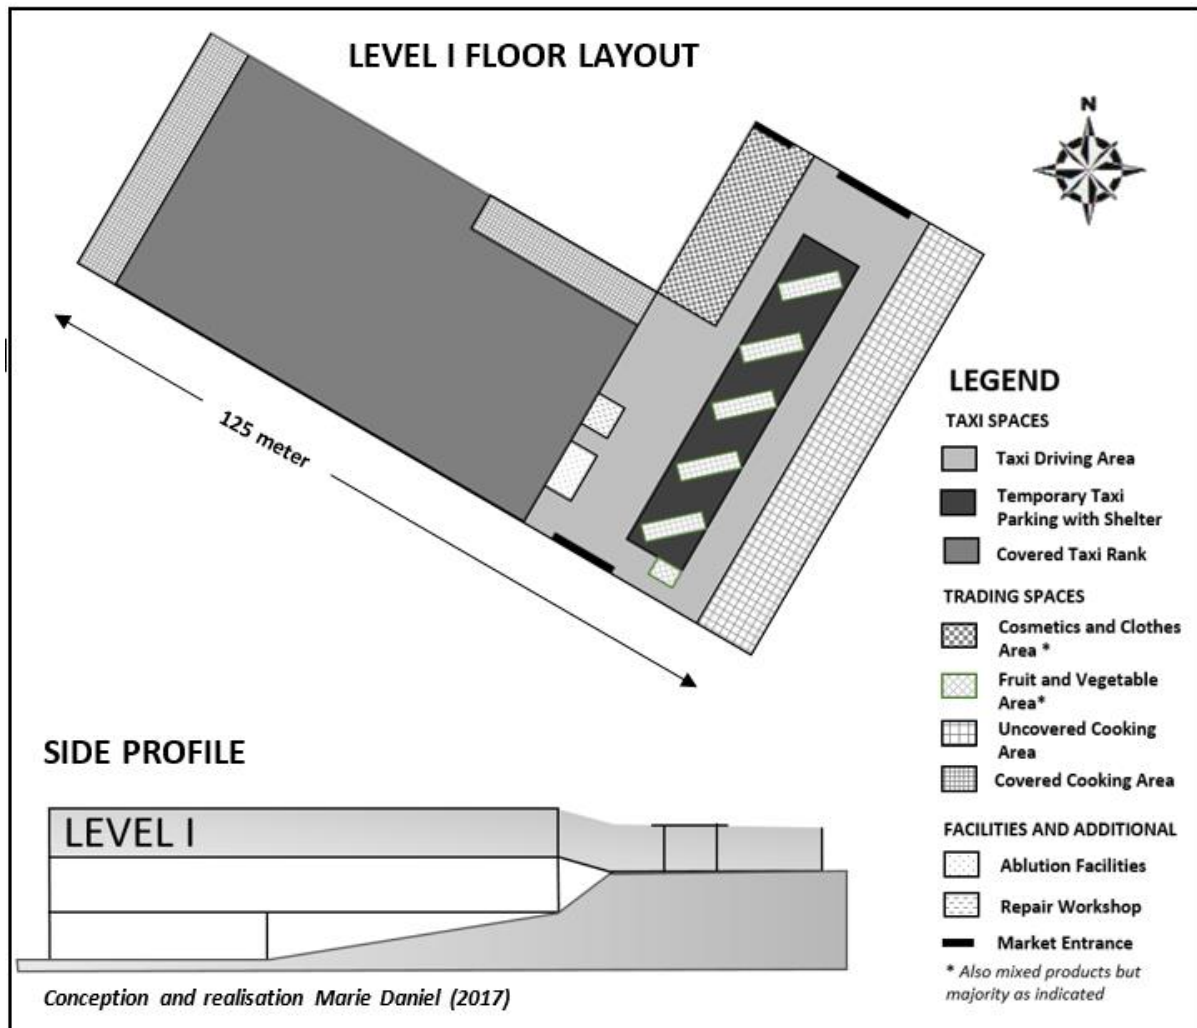 LEVEL I FLOOR LAYOUT
N
125 meter
LEGEND
TAXI SPACES
Taxi Driving Area
Temporary Taxi
Parking with Shelter
Covered Taxi Rank
TRADING SPACES
Cosmetics and Clothes
Area *
Fruit and Vegetable
Area*
Uncovered Cooking
Area
Covered Cooking Area
FACILITIES AND ADDITIONAL
Ablution Facilities
Repair Workshop
Market Entrance
* Also mixed products but
majority as indicated
SIDE PROFILE
LEVEL I
Conception and realisation Marie Daniel (2017)